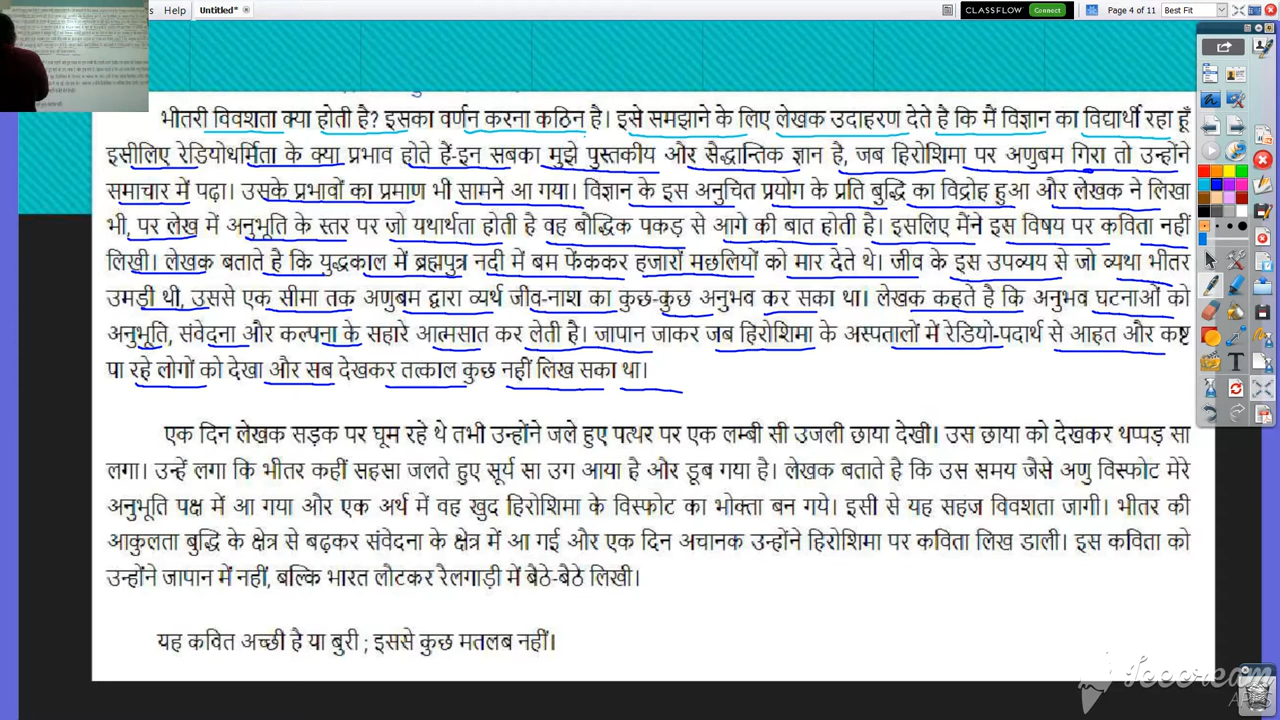 s Help Untitled* CLASSFLOW Connect Page 4 of 11 Best Fit
भीतरी विवशता क्या होती है? इसका वर्णन करना कठिन है। इसे समझाने के लिए लेखक उदाहरण देते है कि मैं विज्ञान का विद्यार्थी रहा हूँ
इसीलिए रेडियोधर्मिता के क्या प्रभाव होते हैं-इन सबका मुझे पुस्तकीय और सैद्धान्तिक ज्ञान है, जब हिरोशिमा पर अणुबम गिरा तो उन्होंने
समाचार में पढ़ा। उसके प्रभावों का प्रमाण भी सामने आ गया। विज्ञान के इस अनुचित प्रयोग के प्रति बुद्धि का विद्रोह हुआ और लेखक ने लिखा
भी, पर लेख में अनुभूति के स्तर पर जो यथार्थता होती है वह बौद्धिक पकड़ से आगे की बात होती है। इसलिए मैंने इस विषय पर कविता नहीं
लिखी। लेखक बताते है कि युद्धकाल में ब्रह्मपुत्र नदी में बम फेंककर हजारों मछलियों को मार देते थे। जीव के इस उपव्यय से जो व्यथा भीतर
उमडी थी, उससे एक सीमा तक अणुबम द्वारा व्यर्थ जीव-नाश का कुछ-कुछ अनुभव कर सका था। लेखक कहते है कि अनुभव घटनाओं को
अनुभूति, संवेदना और कल्पना के सहारे आत्मसात कर लेती है। जापान जाकर जब हिरोशिमा के अस्पतालों में रेडियो-पदार्थ से आहत और कष्ट
पा रहे लोगों को देखा और सब देखकर तत्काल कुछ नहीं लिख सका था।
एक दिन लेखक सड़क पर घूम रहे थे तभी उन्होंने जले हुए पत्थर पर एक लम्बी सी उजली छाया देखी। उस छाया को देखकर थप्पड़ सा
लगा। उन्हें लगा कि भीतर कहीं सहसा जलते हुए सूर्य सा उग आया है और डूब गया है। लेखक बताते है कि उस समय जैसे अणु विस्फोट मेरे
अनुभूति पक्ष में आ गया और एक अर्थ में वह खुद हिरोशिमा के विस्फोट का भोक्ता बन गये। इसी से यह सहज विवशता जागी। भीतर की
आकुलता बुद्धि के क्षेत्र से बढ़कर संवेदना के क्षेत्र में आ गई और एक दिन अचानक उन्होंने हिरोशिमा पर कविता लिख डाली। इस कविता को
उन्होंने जापान में नहीं, बल्कि भारत लौटकर रेलगाड़ी में बैठे-बैठे लिखी।
यह कवित अच्छी है या बुरी ; इससे कुछ मतलब नहीं।